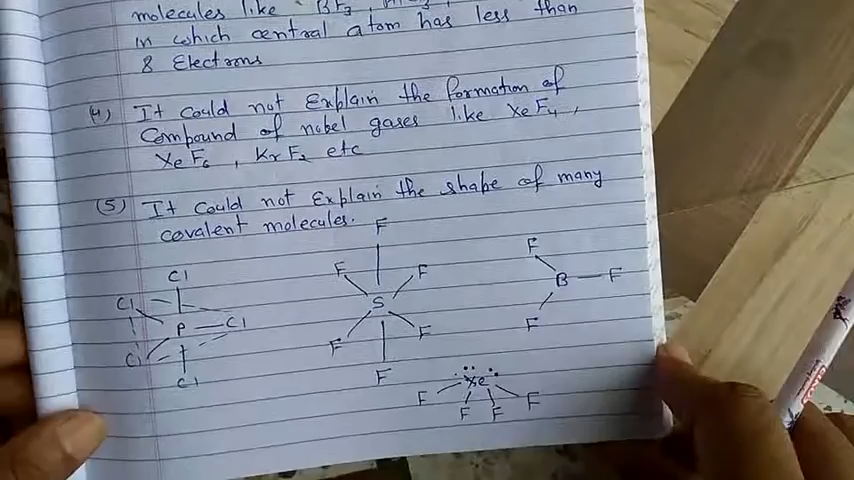 molecules like BF3,
in which central atom has less than
8 Electrons
(4) It could not Explain the formation of
Compound of nobel gases like XeF4,
XeF6, KrF2 etc
(5) It could not Explain the shape of many
covalent molecules.
F
F F
S
F F
F
Cl
Cl
P Cl
Cl
Cl
F
B F
F
Xe
F F F F